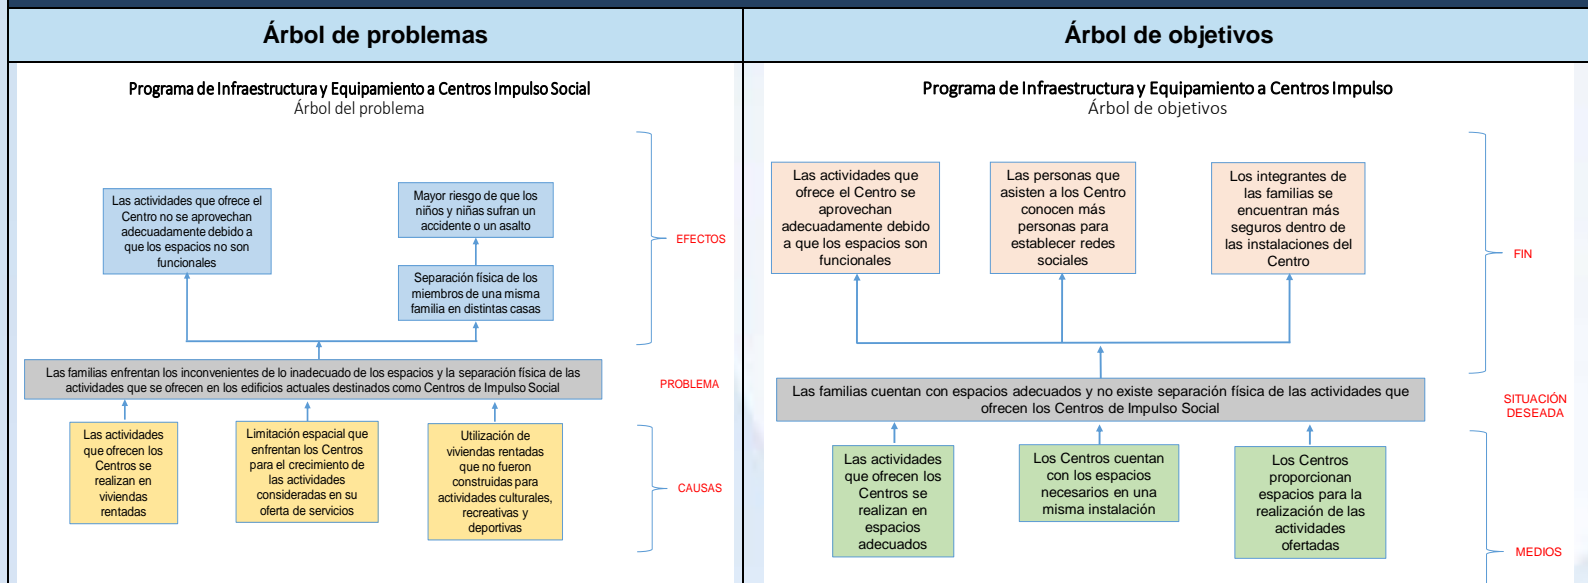 Árbol de problemas
Programa de Infraestructura y Equipamiento a Centros Impulso Social
Árbol del problema
Las actividades que ofrece el
Centro no se aprovechan
adecuadamente debido a
que los espacios no son
funcionales
Mayor riesgo de que los
niños y niñas sufran un
accidente o un asalto
Separación física de los
miembros de una misma
familia en distintas casas
EFECTOS
Las familias enfrentan los inconvenientes de lo inadecuado de los espacios y la separación física de las
actividades que se ofrecen en los edificios actuales destinados como Centros de Impulso Social
PROBLEMA
Las actividades
que ofrecen los
Centros se
realizan en
viviendas
rentadas
Limitación espacial que
enfrentan los Centros
para el crecimiento de
las actividades
consideradas en su
oferta de servicios
Utilización de
viviendas rentadas
que no fueron
construidas para
actividades culturales,
recreativas y
deportivas
CAUSAS
Árbol de objetivos
Programa de Infraestructura y Equipamiento a Centros Impulso
Árbol de objetivos
Las actividades que
ofrece el Centro se
aprovechan
adecuadamente debido
a que los espacios son
funcionales
Las personas que
asisten a los Centro
conocen más
personas para
establecer redes
sociales
Los integrantes de
las familias se
encuentran más
seguros dentro de
las instalaciones del
Centro
FIN
Las familias cuentan con espacios adecuados y no existe separación física de las actividades que
ofrecen los Centros de Impulso Social
SITUACIÓN
DESEADA
Las actividades
que ofrecen los
Centros se
realizan en
espacios
adecuados
Los Centros cuentan
con los espacios
necesarios en una
misma instalación
Los Centros
proporcionan
espacios para la
realización de las
actividades
ofertadas
MEDIOS